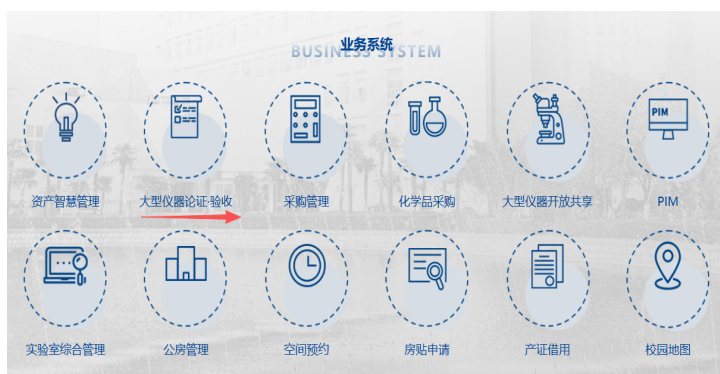 业务系统
BUSINESS SYSTEM
资产智慧管理
大型仪器论证·验收
采购管理
化学品采购
大型仪器开放共享
PIM
PIM
实验室综合管理
公房管理
空间预约
房贴申请
产证借用
校园地图